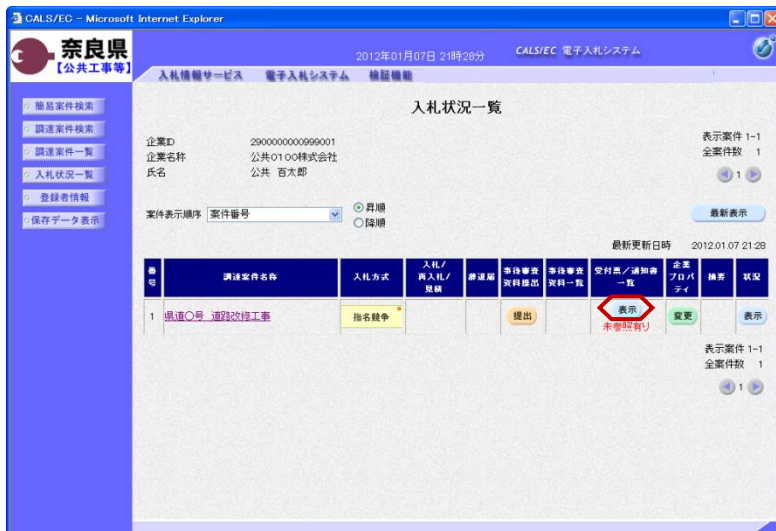 CALS/EC - Microsoft Internet Explorer
奈良県
【公共工事等】
2012年01月07日 21時28分
CALS/EC 電子入札システム
入札情報サービス 電子入札システム 検証機能
簡易案件検索
調達案件検索
調達案件一覧
入札状況一覧
登録者情報
保存データ表示
入札状況一覧
企業ID 2900000000999001
企業名称 公共0100株式会社
氏名 公共 百太郎
表示案件 1-1
全案件数 1
1
案件表示順序 案件番号
昇順
降順
最新表示
最新更新日時 2012.01.07 21:28
番号 調達案件名称 入札方式 入札/再入札/見積 辞退届 事後審査資料提出 事後審査資料一覧 受付票/通知書一覧 企業プロパティ 摘要 状況
1 県道○号 道路改修工事 指名競争 * 提出 表示 変更 表示
未参照有り
表示案件 1-1
全案件数 1
1